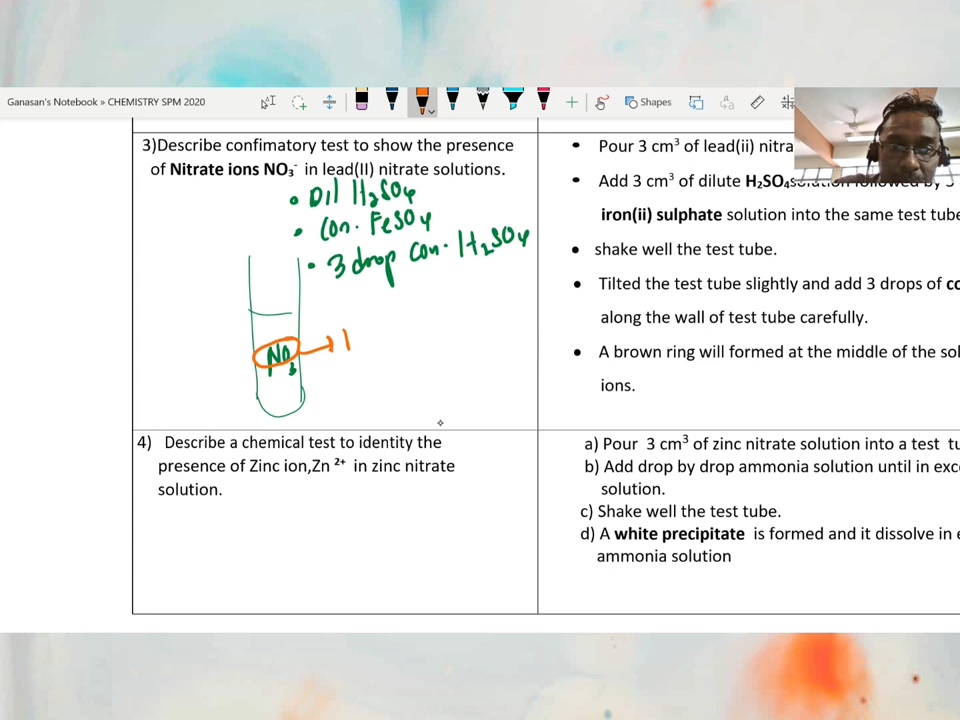 Ganasan's Notebook » CHEMISTRY SPM 2020
Shapes
3)Describe confimatory test to show the presence
of Nitrate ions NO₃⁻ in lead(II) nitrate solutions.
• Dil H₂SO₄
• Con. FeSO₄
• 3 drop con. H₂SO₄
NO₃
• Pour 3 cm³ of lead(ii) nitra
• Add 3 cm³ of dilute H₂SO₄
iron(ii) sulphate solution into the same test tube
• shake well the test tube.
• Tilted the test tube slightly and add 3 drops of co
along the wall of test tube carefully.
• A brown ring will formed at the middle of the sol
ions.
4) Describe a chemical test to identity the
presence of Zinc ion,Zn ²⁺ in zinc nitrate
solution.
a) Pour 3 cm³ of zinc nitrate solution into a test tu
b) Add drop by drop ammonia solution until in exce
solution.
c) Shake well the test tube.
d) A white precipitate is formed and it dissolve in e
ammonia solution